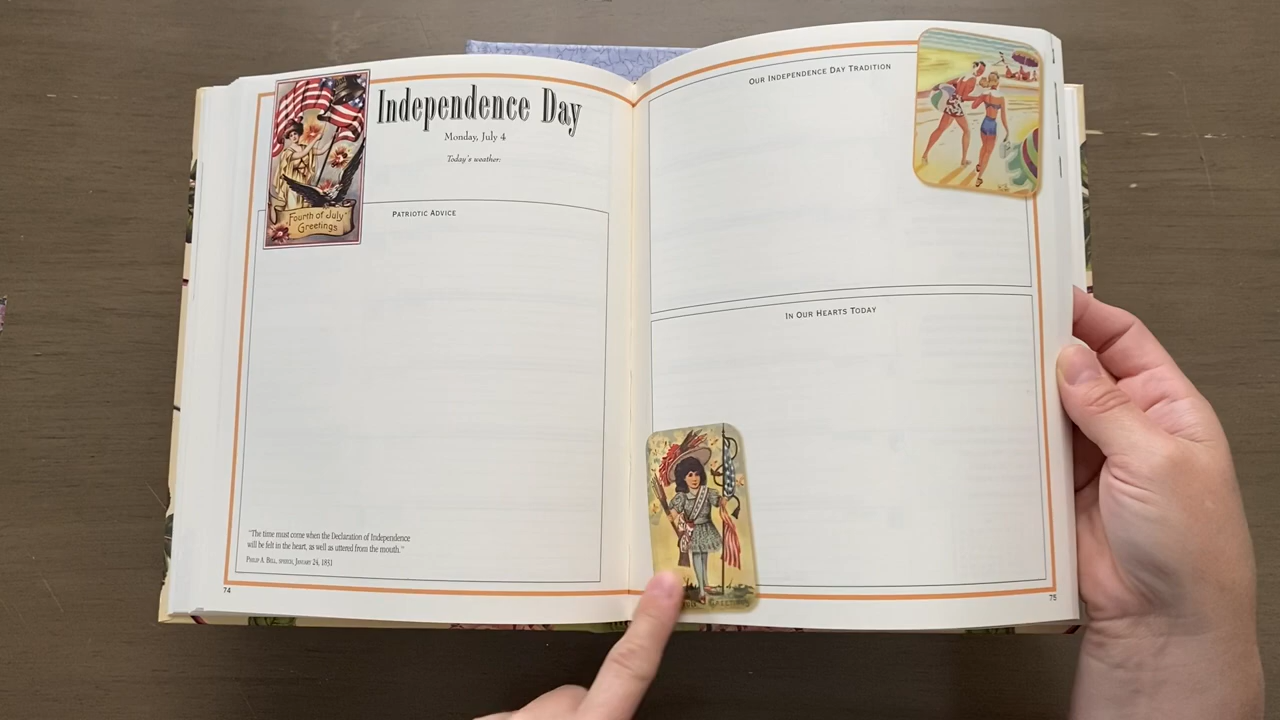 Independence Day
Monday, July 4
Today's weather:
Fourth of July
Greetings
PATRIOTIC ADVICE
"The time must come when the Declaration of Independence
will be felt in the heart, as well as uttered from the mouth."
PHILIP A. BELL, SPEECH, JANUARY 24, 1851
74
OUR INDEPENDENCE DAY TRADITION
IN OUR HEARTS TODAY
GREETINGS
75